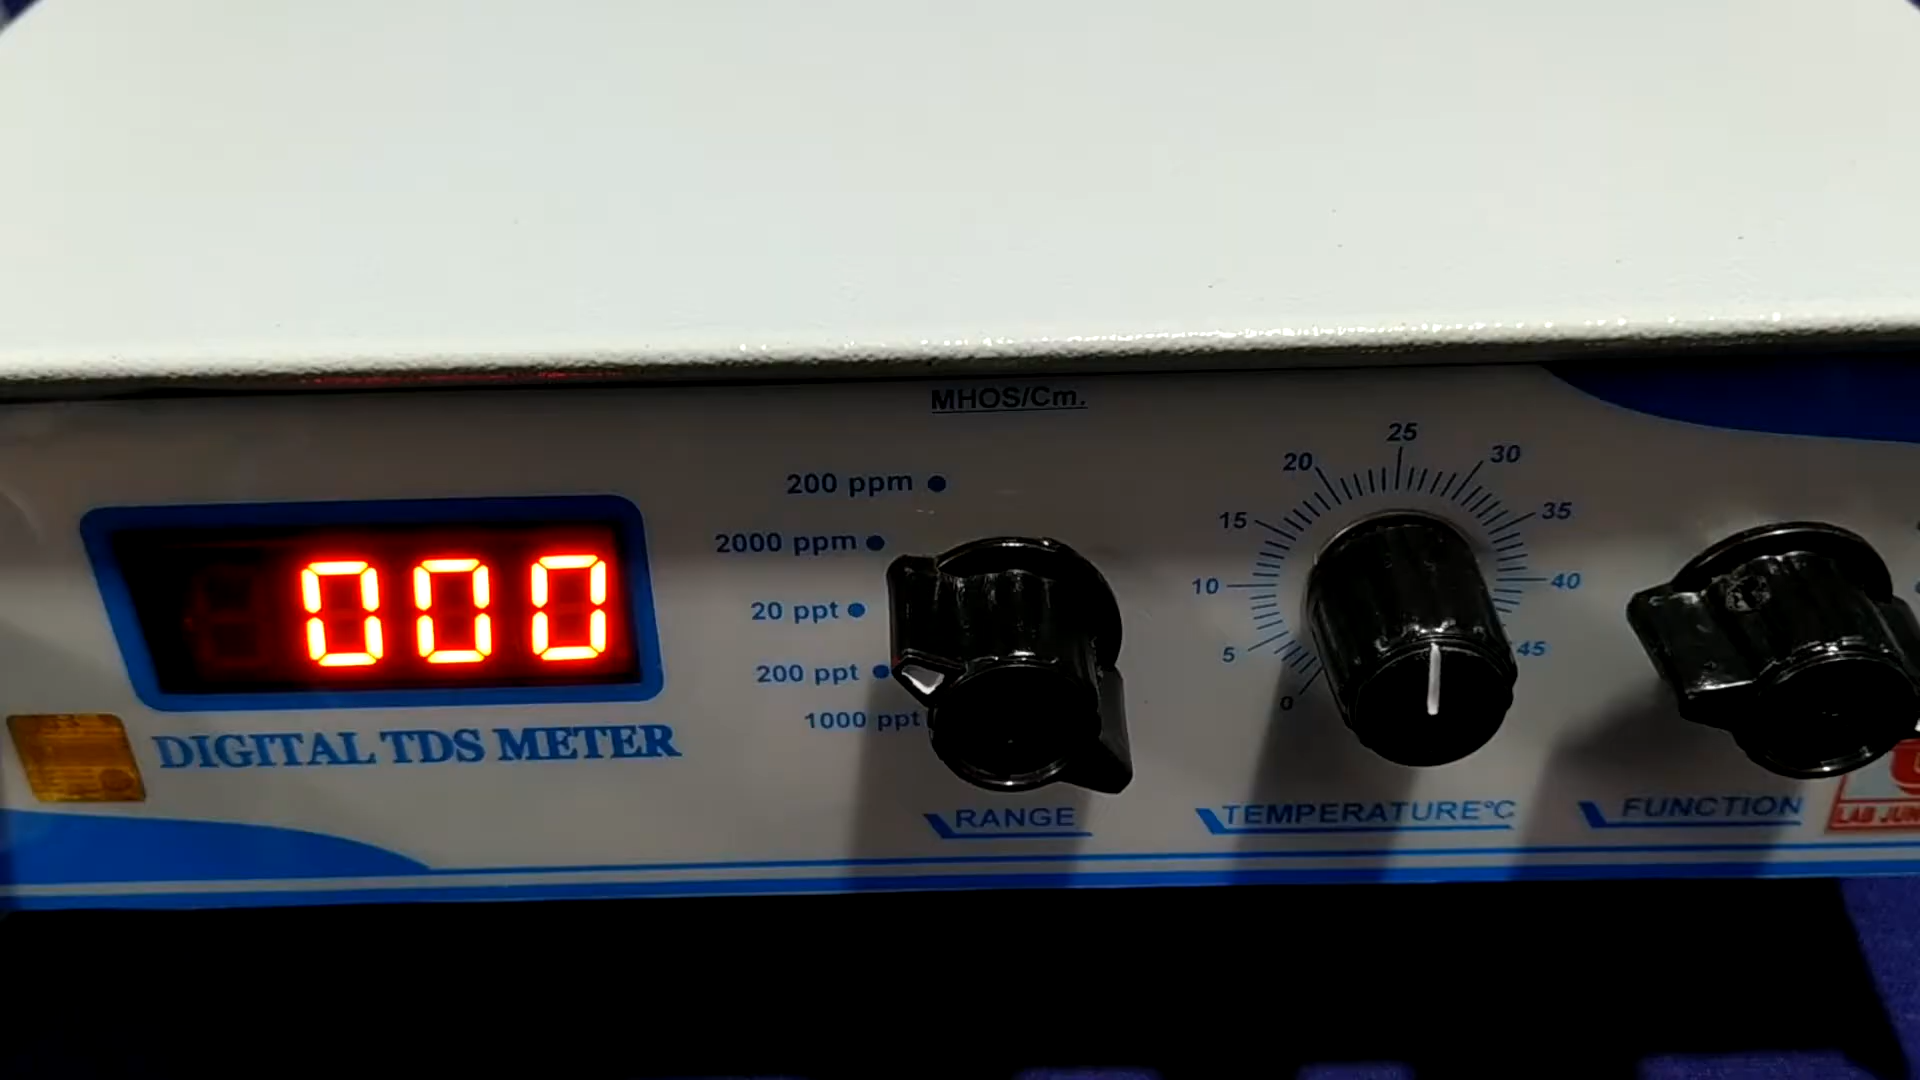 MHOS/Cm.
200 ppm
2000 ppm
20 ppt
200 ppt
1000 ppt
0
5
10
15
20
25
30
35
40
45
000
DIGITAL TDS METER
RANGE
TEMPERATURE°C
FUNCTION
LAB